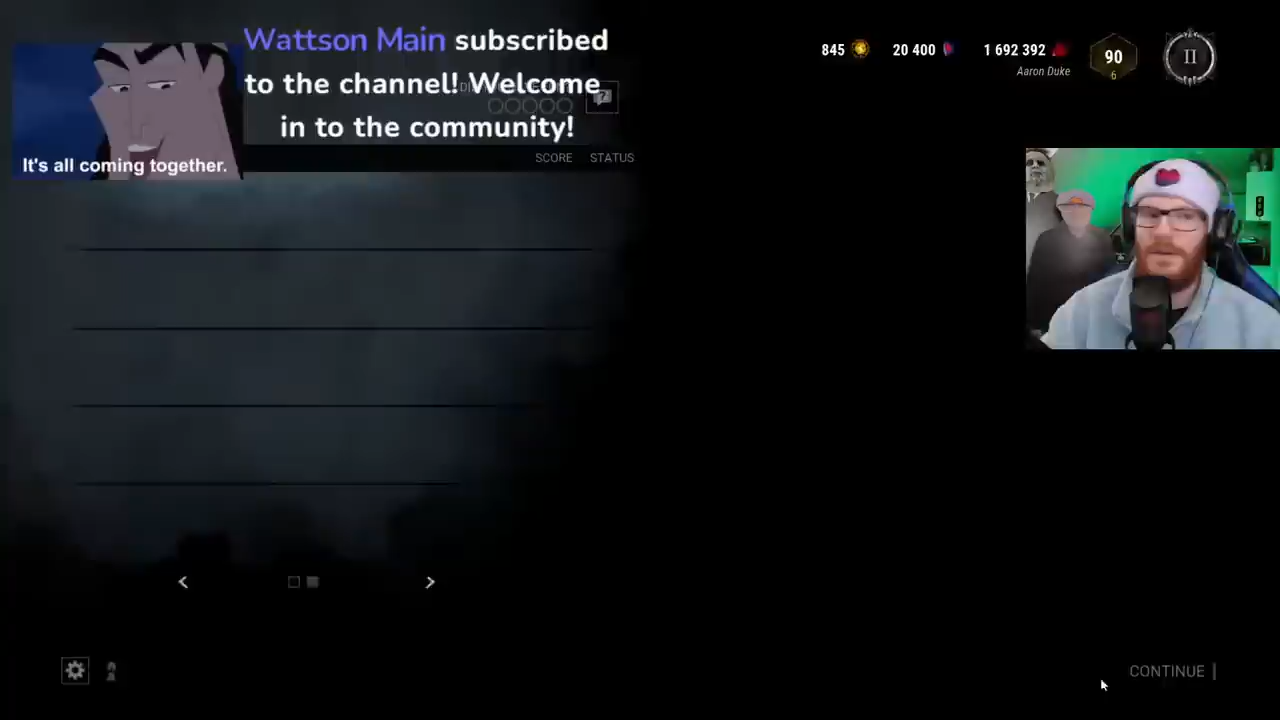 Wattson Main subscribed
to the channel! Welcome
in to the community!
It's all coming together.
845
20 400
1 692 392
Aaron Duke
90
6
II
?
SCORE STATUS
CONTINUE